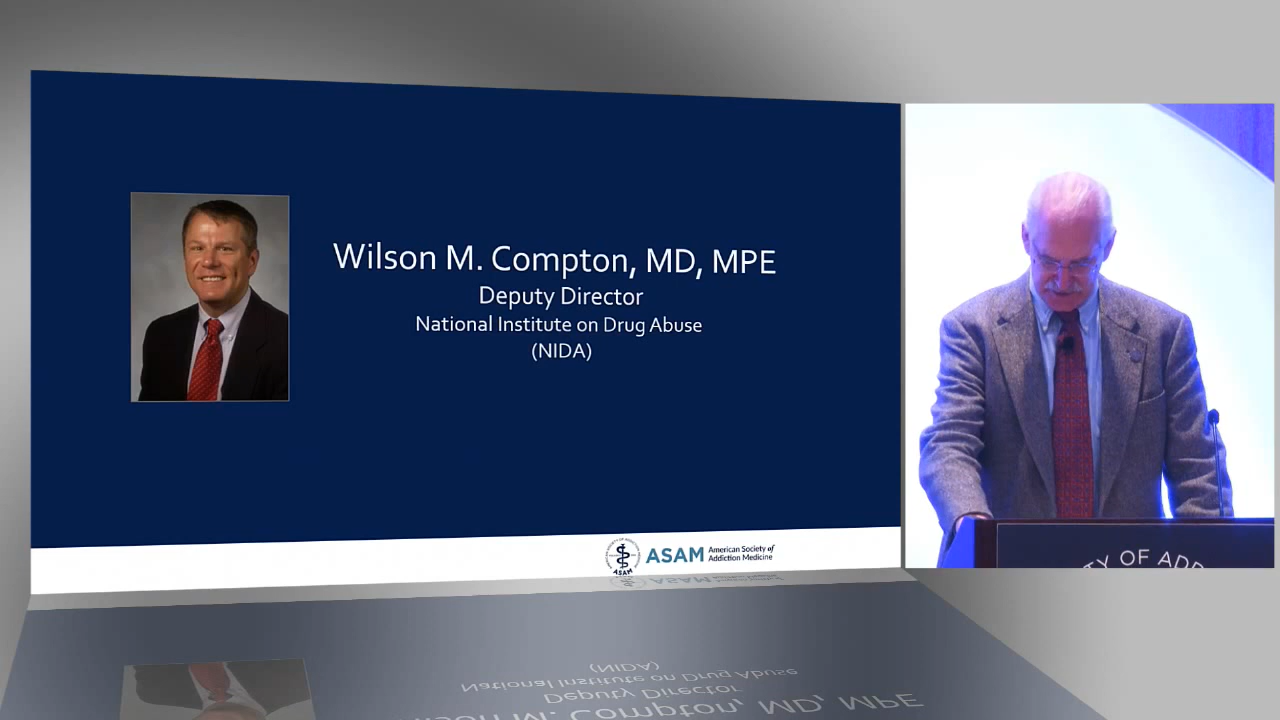 Wilson M. Compton, MD, MPE
Deputy Director
National Institute on Drug Abuse
(NIDA)
ASAM
ASAM American Society of
Addiction Medicine
TY OF ADD